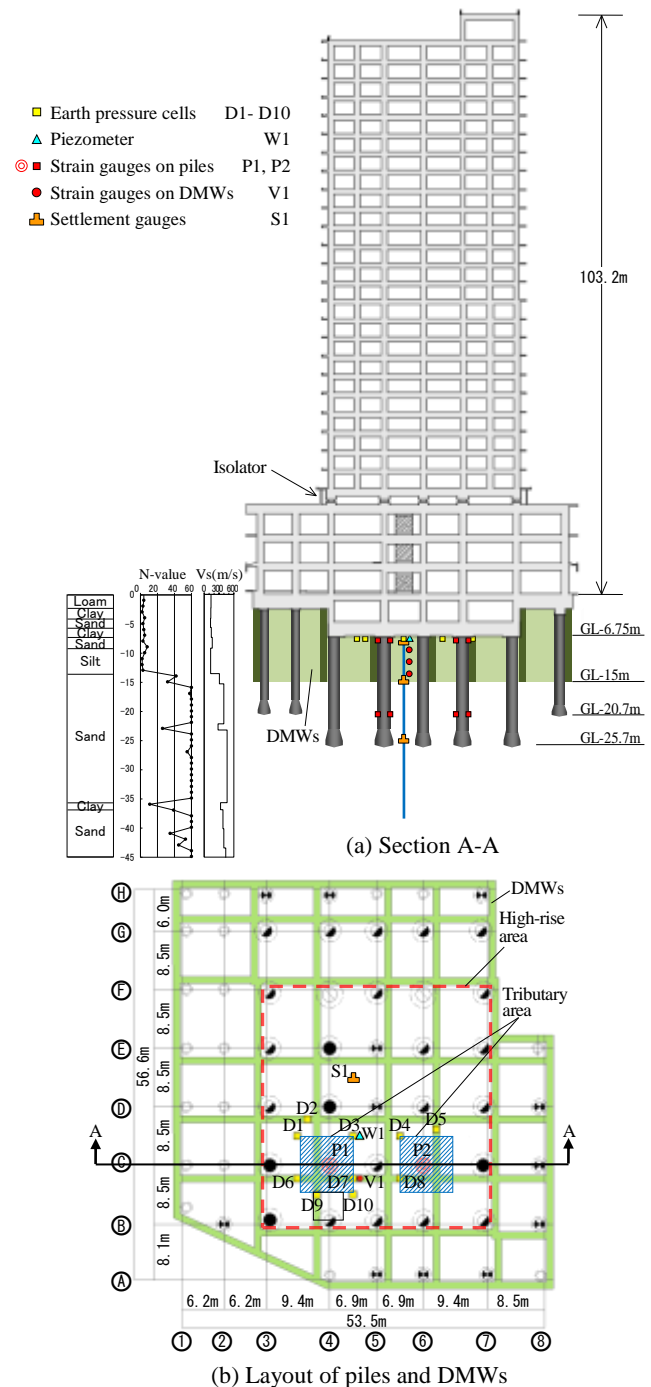 Earth pressure cells D1- D10
Piezometer W1
Strain gauges on piles P1, P2
Strain gauges on DMWs V1
Settlement gauges S1
103.2m
Isolator
N-value Vs(m/s)
0 20 40 60 0 300 600
0
-5
-10
-15
-20
-25
-30
-35
-40
-45
Loam
Clay
Sand
Clay
Sand
Silt
Sand
Clay
Sand
DMWs
GL-6.75m
GL-15m
GL-20.7m
GL-25.7m
(a) Section A-A
DMWs
High-rise
area
Tributary
area
H
G
F
E
D
C
B
A
6.0m
8.5m
8.5m
8.5m
8.5m
8.5m
8.1m
56.6m
A A
S1
D2
D1 D3 W1 D4 D5
P1 P2
D6 D7 V1 D8
D9 D10
6.2m 6.2m 9.4m 6.9m 6.9m 9.4m 8.5m
53.5m
1 2 3 4 5 6 7 8
(b) Layout of piles and DMWs